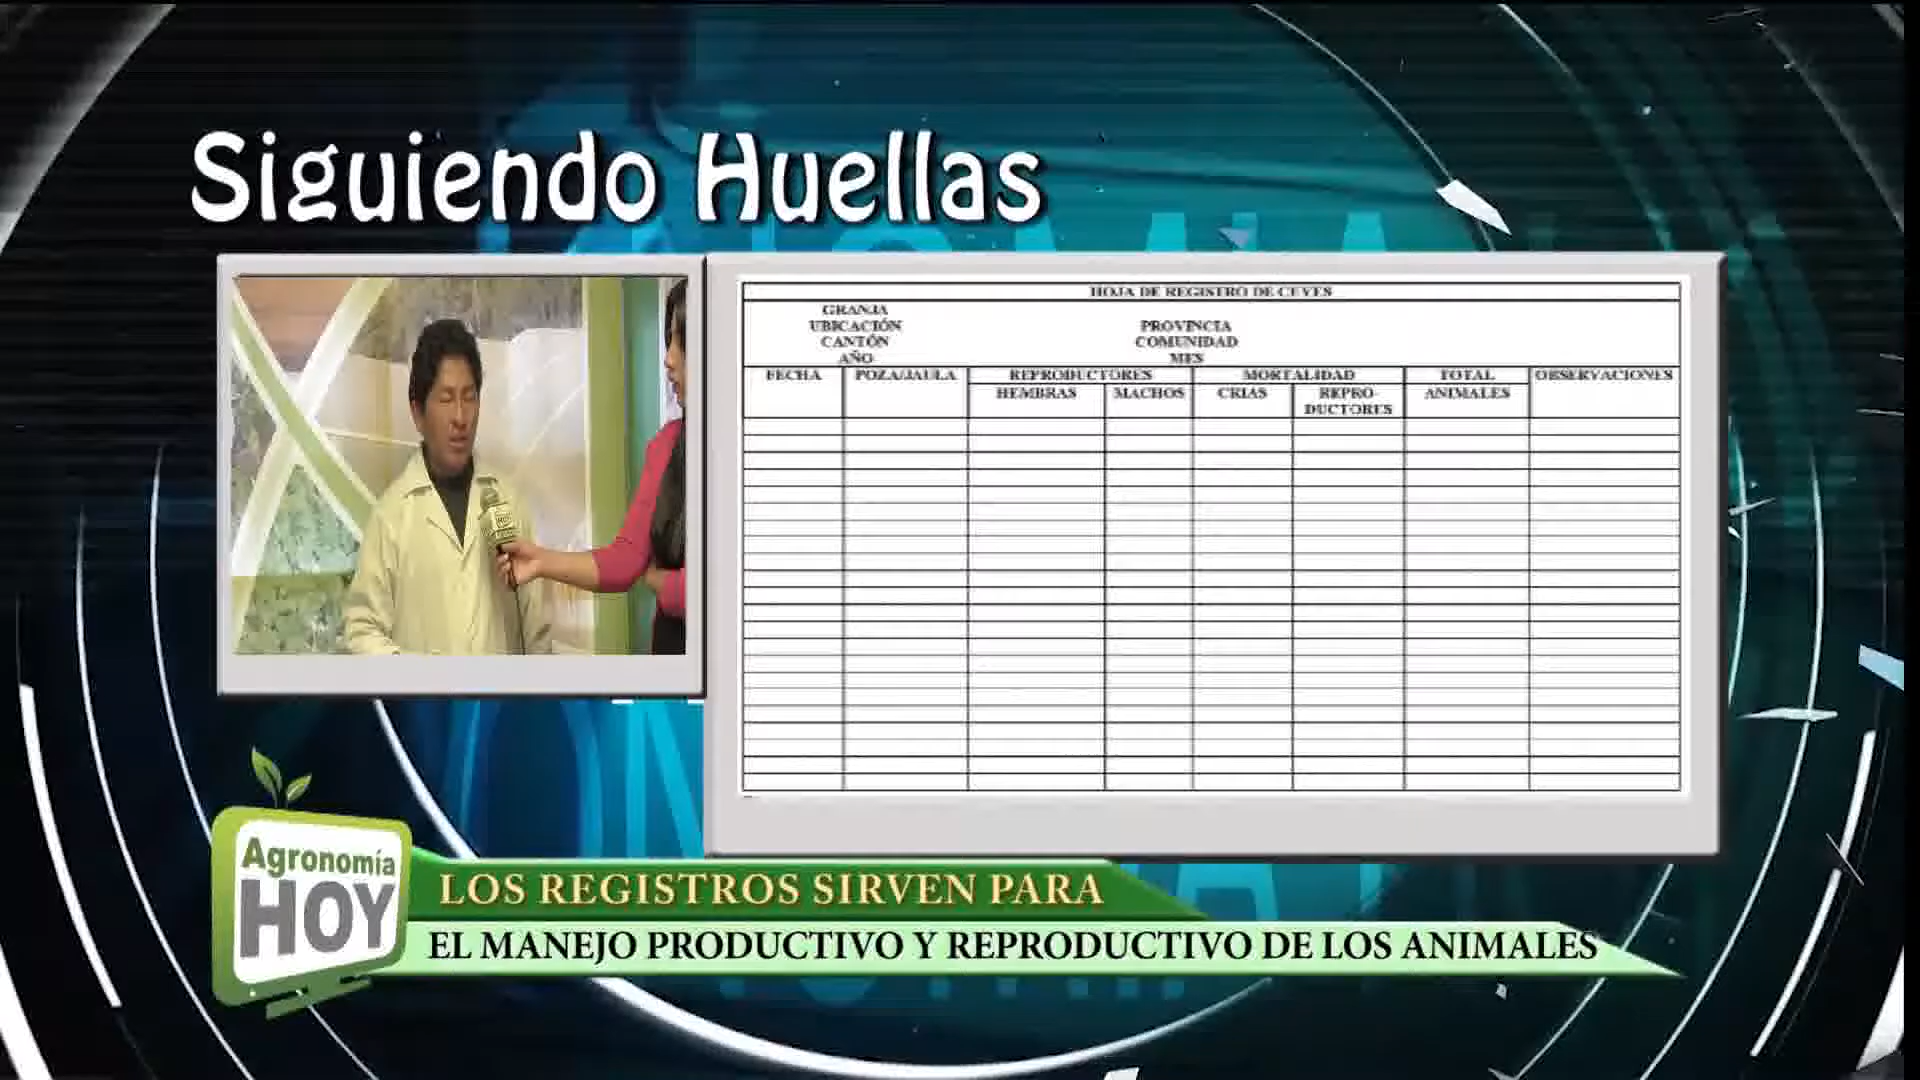 Siguiendo Huellas
HOJA DE REGISTRO DE CUYES
GRANJA
UBICACIÓN PROVINCIA
CANTÓN COMUNIDAD
AÑO MES
FECHA POZA/JAULA REPRODUCTORES MORTALIDAD TOTAL OBSERVACIONES
HEMBRAS MACHOS CRIAS REPRO- ANIMALES
DUCTORES
Agronomía
HOY
LOS REGISTROS SIRVEN PARA
EL MANEJO PRODUCTIVO Y REPRODUCTIVO DE LOS ANIMALES